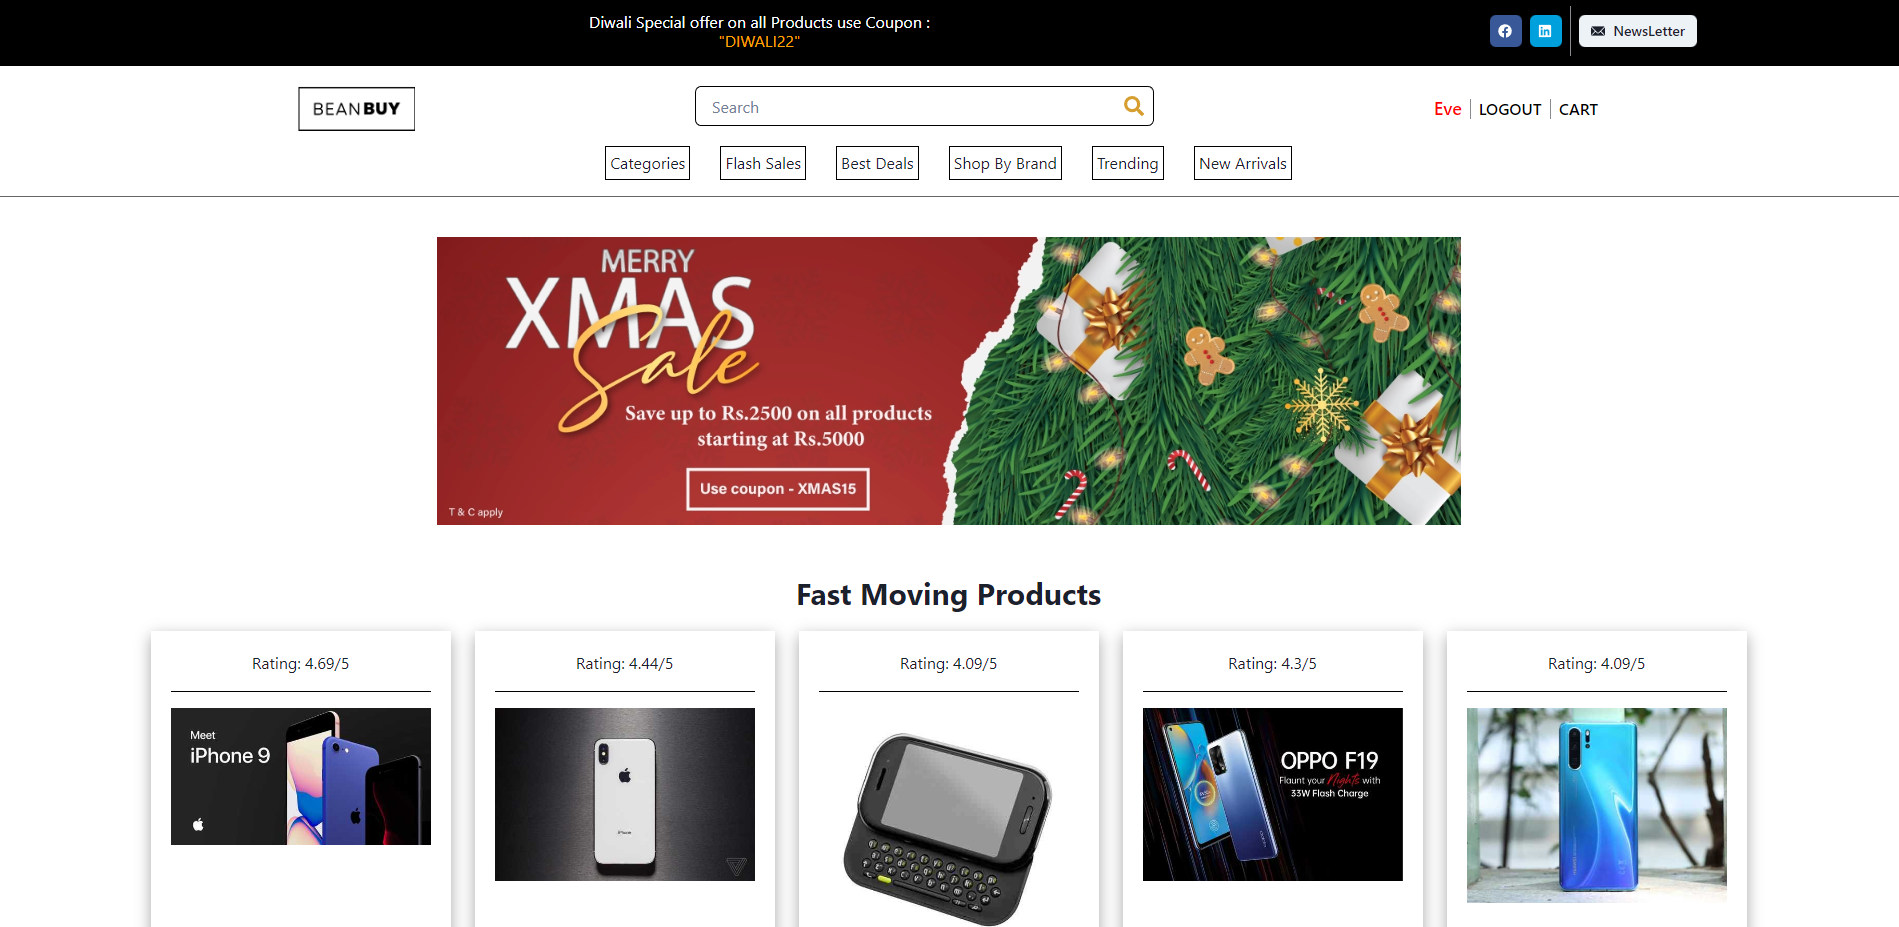 Diwali Special offer on all Products use Coupon :
"DIWALI22"
NewsLetter
BEANBUY
Search
Eve
LOGOUT
CART
Categories
Flash Sales
Best Deals
Shop By Brand
Trending
New Arrivals
MERRY
XMAS
Sale
Save up to Rs.2500 on all products
starting at Rs.5000
Use coupon - XMAS15
T & C apply
Fast Moving Products
Rating: 4.69/5
Rating: 4.44/5
Rating: 4.09/5
Rating: 4.3/5
Rating: 4.09/5
Meet
iPhone 9
iPhone
OPPO F19
Flaunt your Nights with
33W Flash Charge